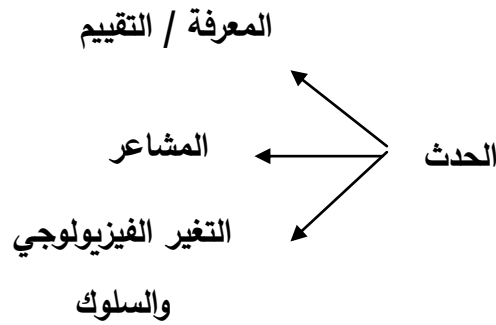 المعرفة / التقييم
المشاعر
الحدث
التغير الفيزيولوجي
والسلوك